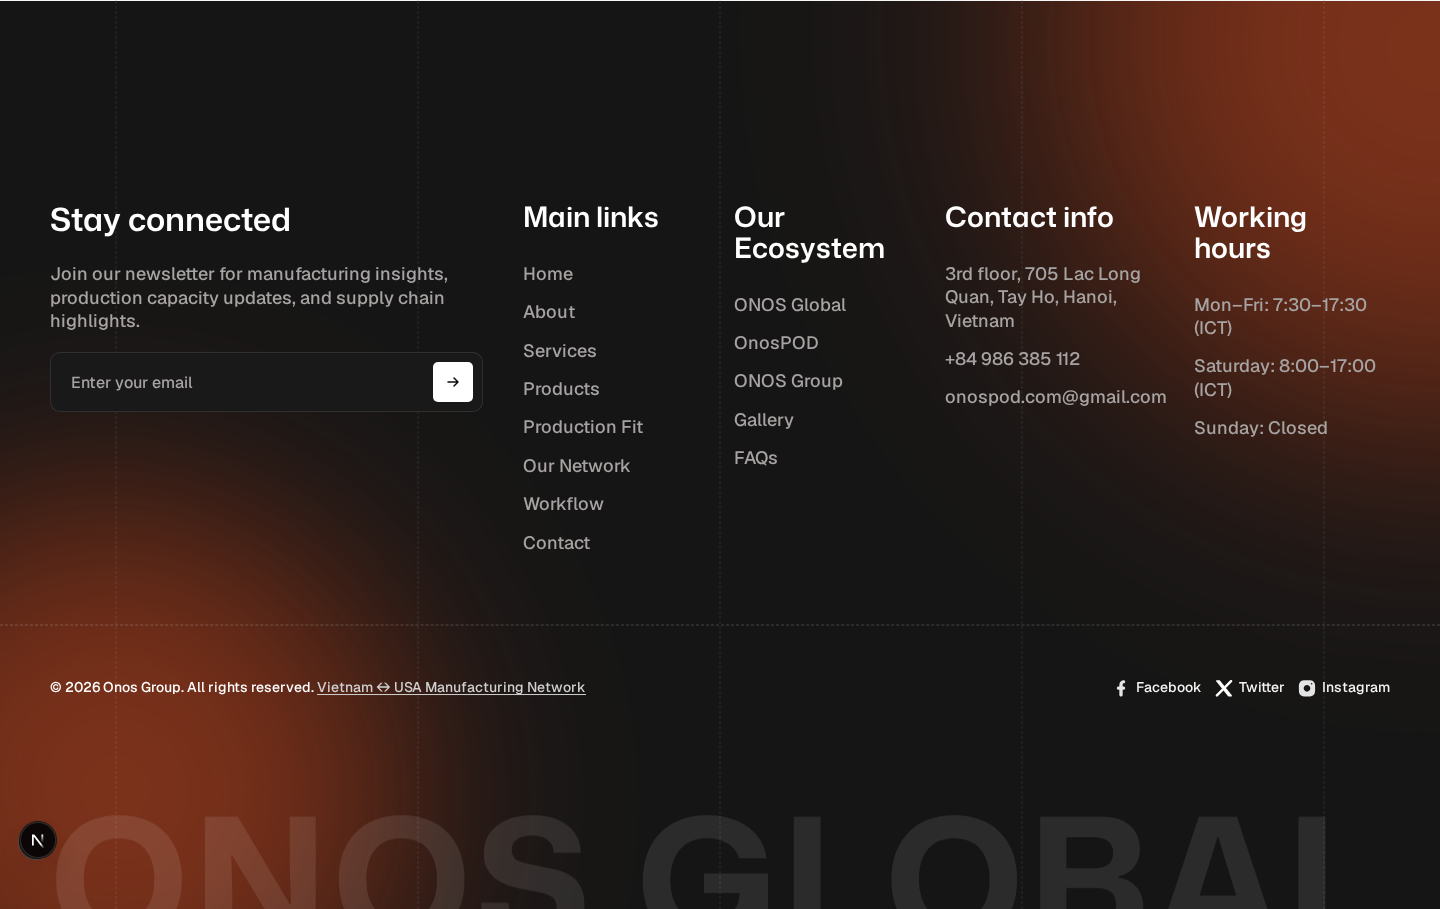 Stay connected
Join our newsletter for manufacturing insights,
production capacity updates, and supply chain
highlights.
Enter your email
Main links
Home
About
Services
Products
Production Fit
Our Network
Workflow
Contact
Our
Ecosystem
ONOS Global
OnosPOD
ONOS Group
Gallery
FAQs
Contact info
3rd floor, 705 Lac Long
Quan, Tay Ho, Hanoi,
Vietnam
+84 986 385 112
onospod.com@gmail.com
Working
hours
Mon–Fri: 7:30–17:30
(ICT)
Saturday: 8:00–17:00
(ICT)
Sunday: Closed
© 2026 Onos Group. All rights reserved. Vietnam ↔ USA Manufacturing Network
Facebook
Twitter
Instagram
N
ONOS GLOBAL